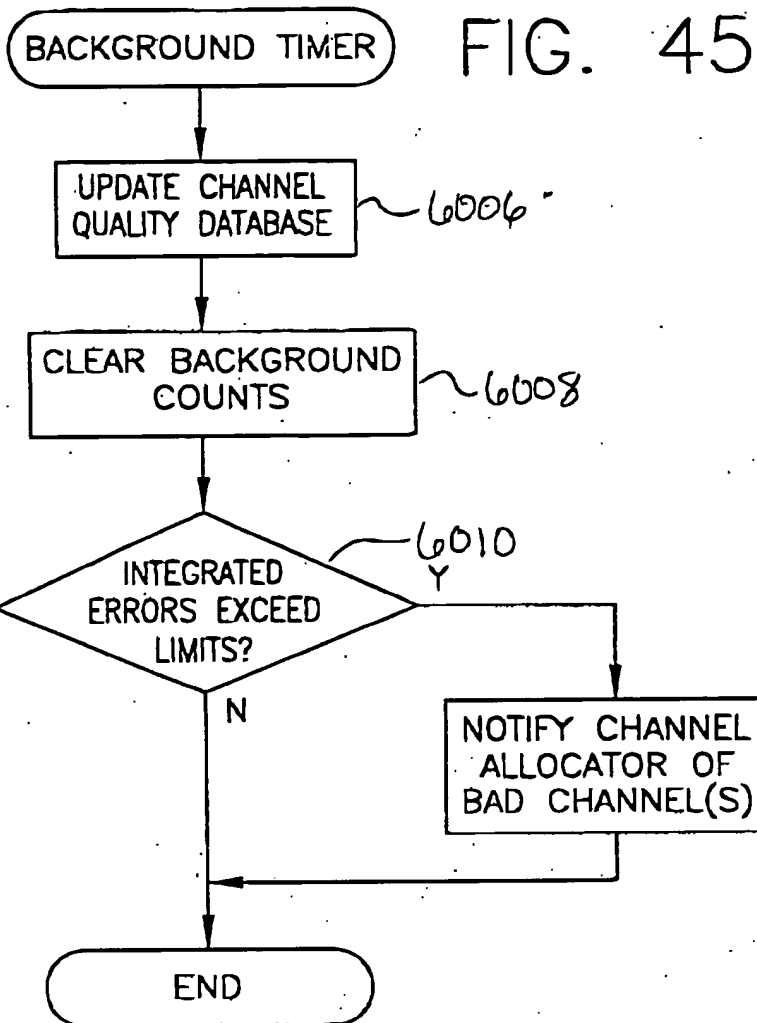 BACKGROUND TIMER
FIG. 45
UPDATE CHANNEL
QUALITY DATABASE
6006
CLEAR BACKGROUND
COUNTS
6008
6010
INTEGRATED
ERRORS EXCEED
LIMITS?
Y
N
NOTIFY CHANNEL
ALLOCATOR OF
BAD CHANNEL(S)
END